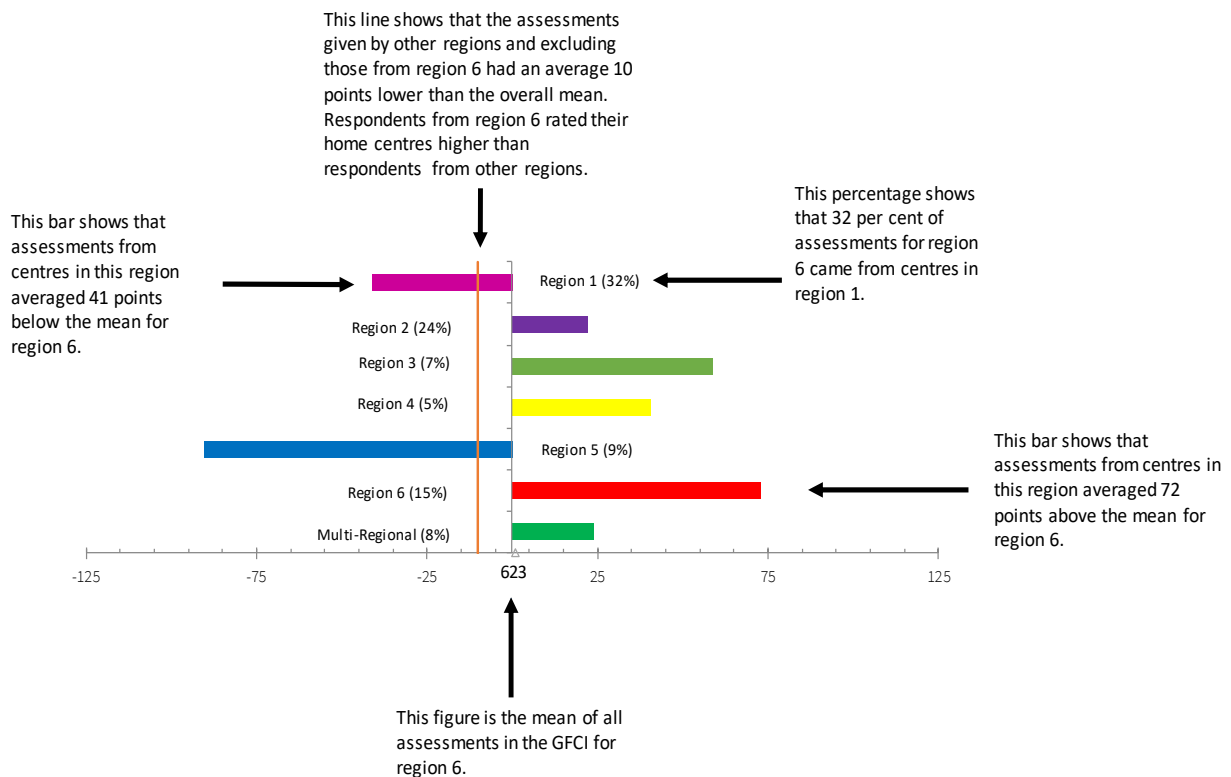 This line shows that the assessments
given by other regions and excluding
those from region 6 had an average 10
points lower than the overall mean.
Respondents from region 6 rated their
home centres higher than
respondents from other regions.
This bar shows that
assessments from
centres in this region
averaged 41 points
below the mean for
region 6.
This percentage shows
that 32 per cent of
assessments for region
6 came from centres in
region 1.
Region 1 (32%)
Region 2 (24%)
Region 3 (7%)
Region 4 (5%)
Region 5 (9%)
Region 6 (15%)
Multi-Regional (8%)
This bar shows that
assessments from centres in
this region averaged 72
points above the mean for
region 6.
-125 -75 -25 623 25 75 125
This figure is the mean of all
assessments in the GFCI for
region 6.